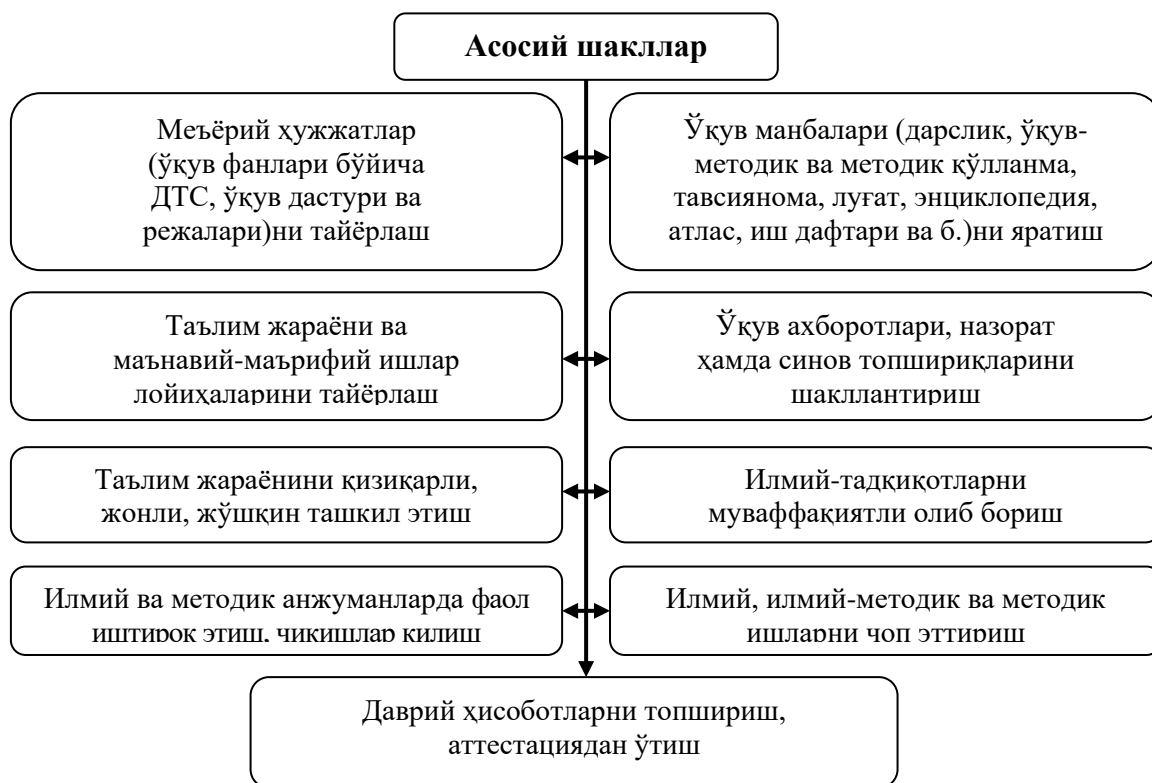 Асосий шакллар
Меъёрий ҳужжатлар
(ўқув фанлари бўйича
ДТС, ўқув дастури ва
режалари)ни тайёрлаш
Ўқув манбалари (дарслик, ўқув-
методик ва методик қўлланма,
тавсиянома, луғат, энциклопедия,
атлас, иш дафтари ва б.)ни яратиш
Таълим жараёни ва
маънавий-маърифий ишлар
лойиҳаларини тайёрлаш
Ўқув ахборотлари, назорат
ҳамда синов топшириқларини
шакллантириш
Таълим жараёнини қизиқарли,
жонли, жўшқин ташкил этиш
Илмий-тадқиқотларни
муваффақиятли олиб бориш
Илмий ва методик анжуманларда фаол
иштирок этиш, чиқишлар қилиш
Илмий, илмий-методик ва методик
ишларни чоп эттириш
Даврий ҳисоботларни топшириш,
аттестациядан ўтиш